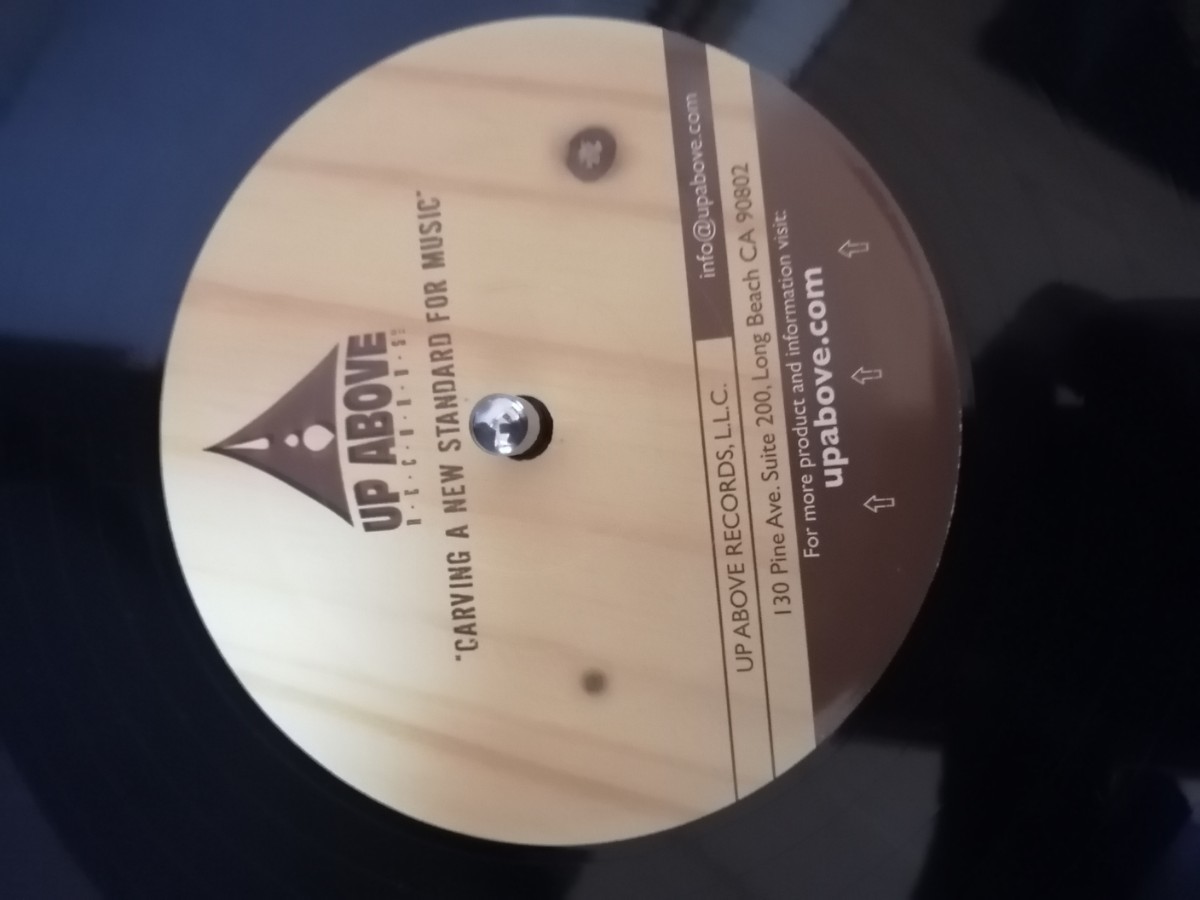 UP ABOVE
R·E·C·O·R·D·S
"CARVING A NEW STANDARD FOR MUSIC"
info@upabove.com
UP ABOVE RECORDS, L.L.C.
130 Pine Ave. Suite 200, Long Beach CA 90802
For more product and information visit:
upabove.com